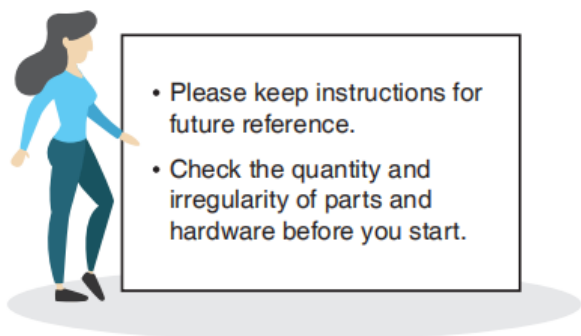 • Please keep instructions for
future reference.
• Check the quantity and
irregularity of parts and
hardware before you start.